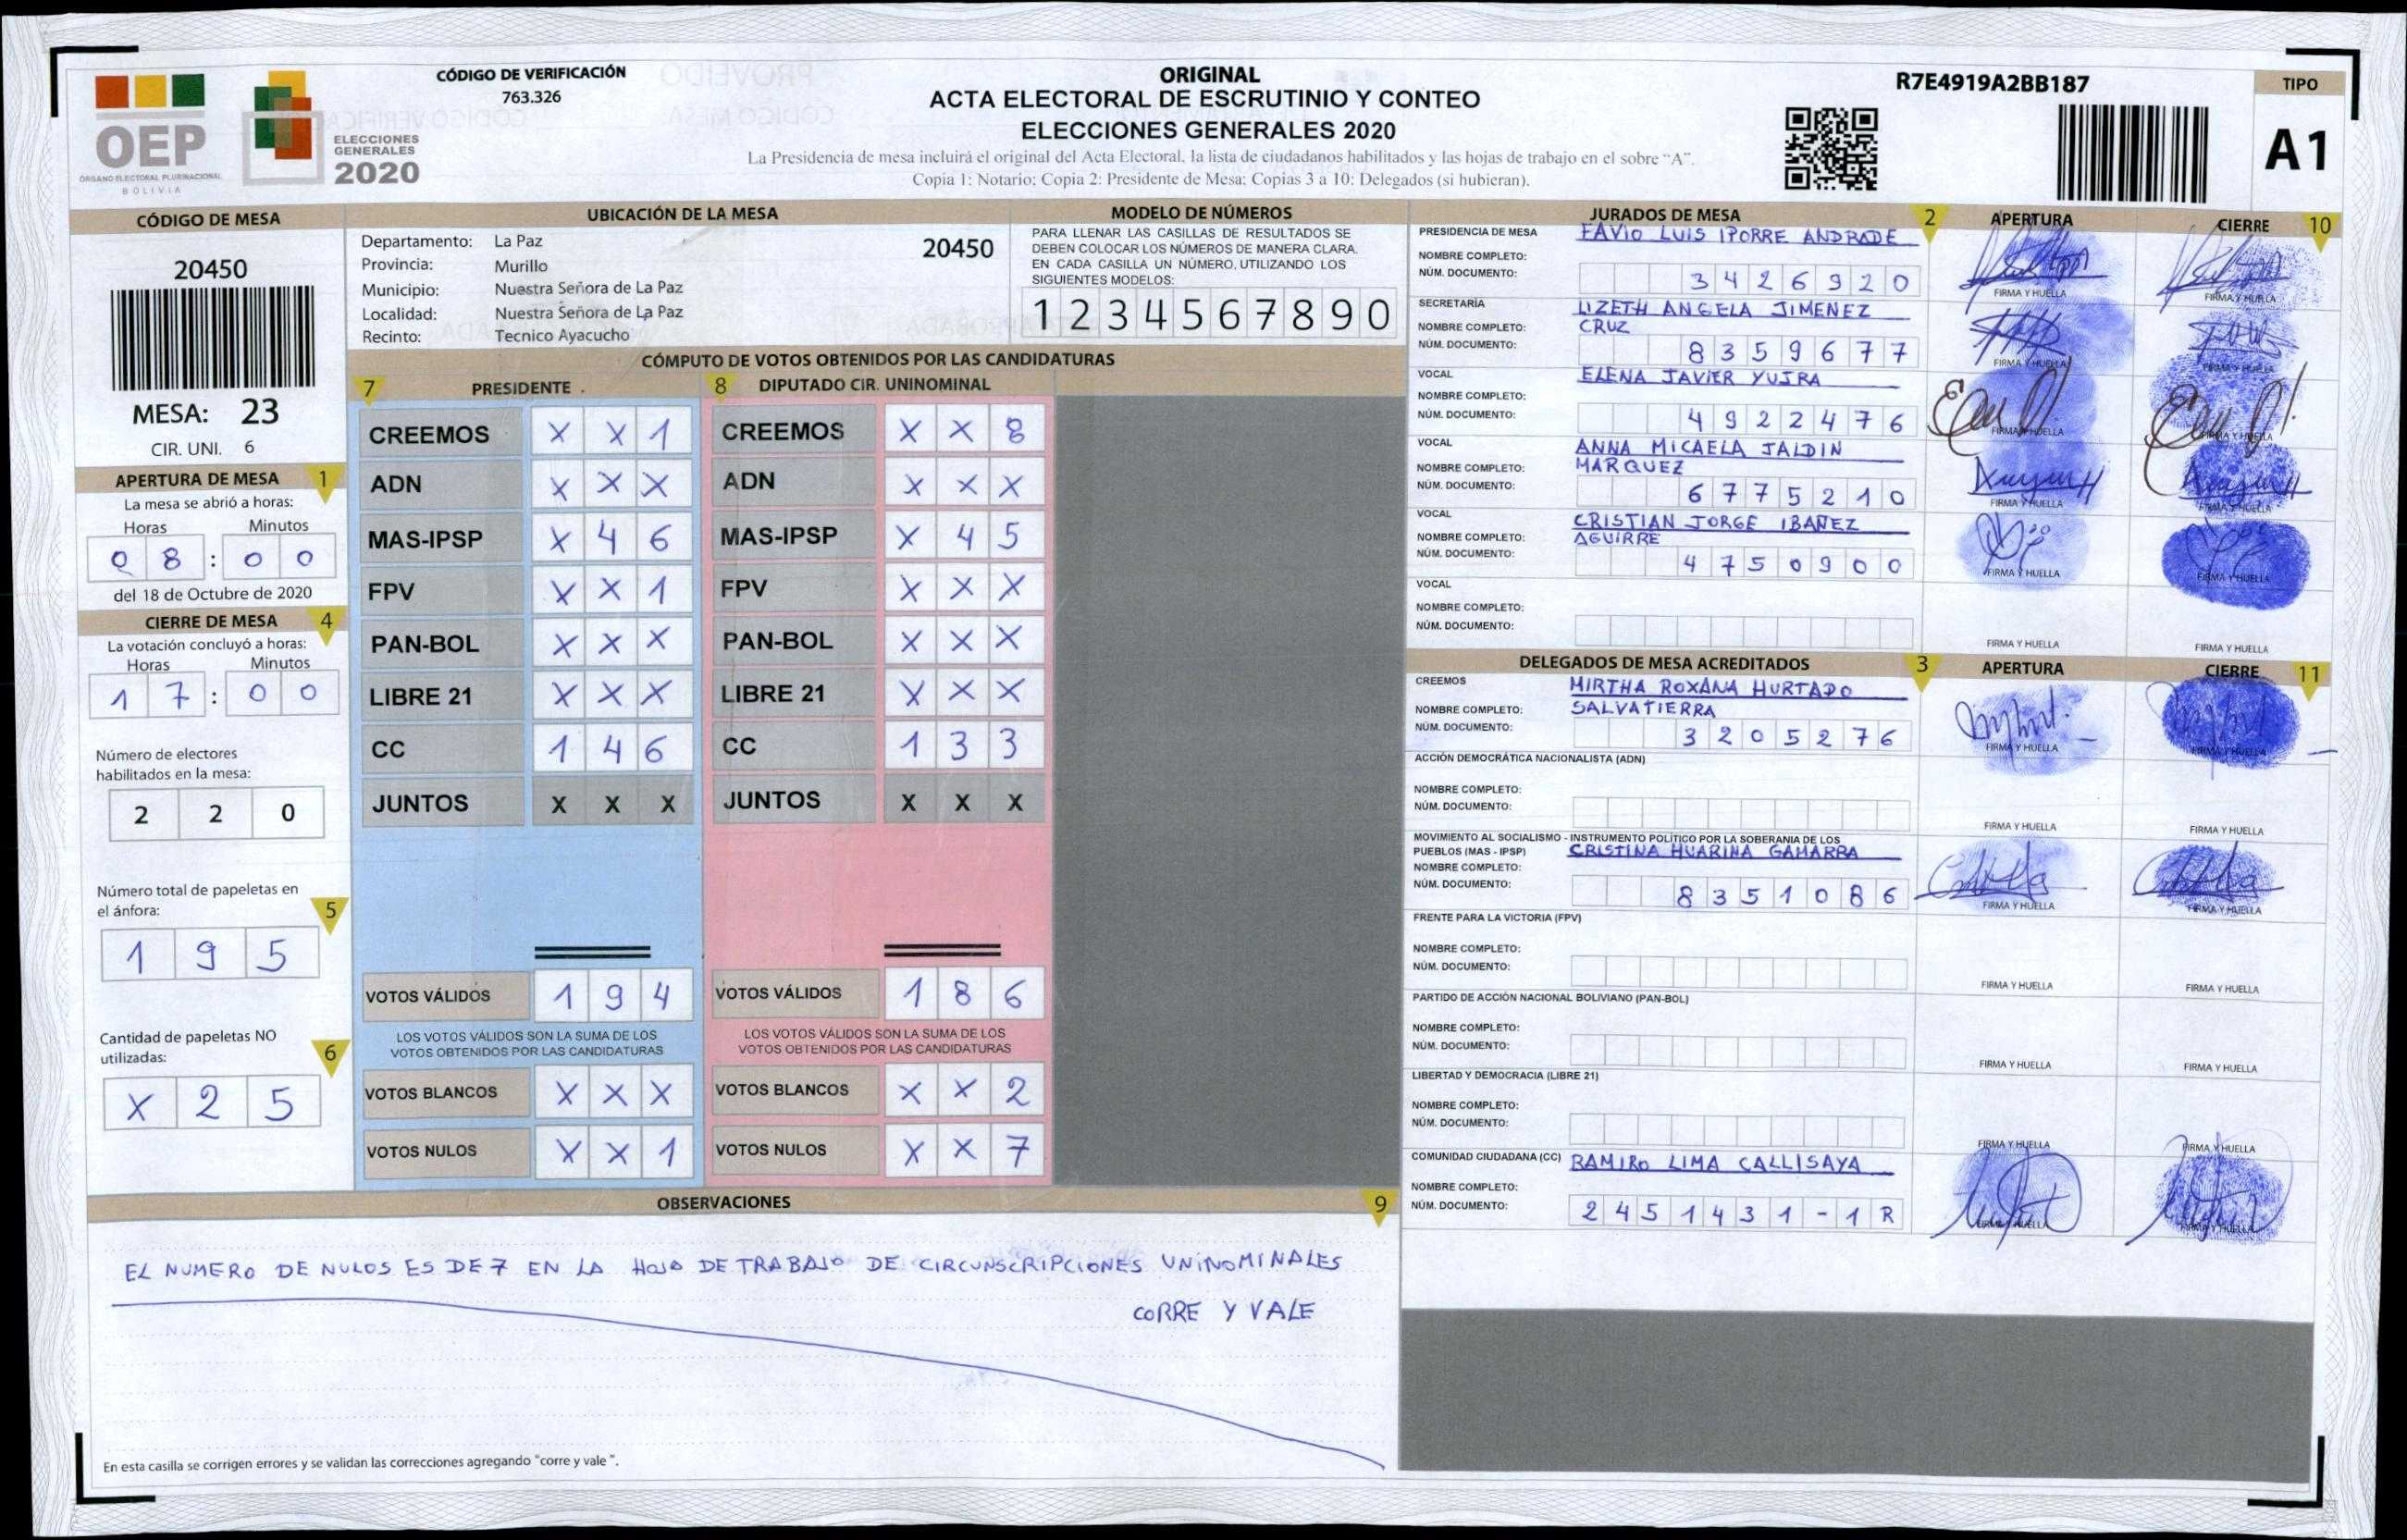 CÓDIGO DE VERIFICACIÓN
763.326
OEP
ÓRGANO ELECTORAL PLURINACIONAL
BOLIVIA
ELECCIONES
GENERALES
2020
ORIGINAL
ACTA ELECTORAL DE ESCRUTINIO Y CONTEO
ELECCIONES GENERALES 2020
La Presidencia de mesa incluirá el original del Acta Electoral, la lista de ciudadanos habilitados y las hojas de trabajo en el sobre "A".
Copia 1: Notario; Copia 2: Presidente de Mesa; Copias 3 a 10: Delegados (si hubieran).
R7E4919A2BB187
TIPO
A1
CÓDIGO DE MESA
20450
MESA: 23
CIR. UNI. 6
APERTURA DE MESA 1
La mesa se abrió a horas:
Horas Minutos
08:00
del 18 de Octubre de 2020
CIERRE DE MESA 4
La votación concluyó a horas:
Horas Minutos
17:00
Número de electores
habilitados en la mesa:
2 2 0
Número total de papeletas en
el ánfora:
5
1 9 5
Cantidad de papeletas NO
utilizadas:
6
X 2 5
UBICACIÓN DE LA MESA
Departamento: La Paz
20450
Provincia: Murillo
Municipio: Nuestra Señora de La Paz
Localidad: Nuestra Señora de La Paz
Recinto: Tecnico Ayacucho
MODELO DE NÚMEROS
PARA LLENAR LAS CASILLAS DE RESULTADOS SE
DEBEN COLOCAR LOS NÚMEROS DE MANERA CLARA.
EN CADA CASILLA UN NÚMERO, UTILIZANDO LOS
SIGUIENTES MODELOS:
1 2 3 4 5 6 7 8 9 0
CÓMPUTO DE VOTOS OBTENIDOS POR LAS CANDIDATURAS
7 PRESIDENTE
CREEMOS X X 1
ADN X X X
MAS-IPSP X 4 6
FPV X X 1
PAN-BOL X X X
LIBRE 21 X X X
CC 1 4 6
JUNTOS X X X
VOTOS VÁLIDOS 1 9 4
LOS VOTOS VÁLIDOS SON LA SUMA DE LOS
VOTOS OBTENIDOS POR LAS CANDIDATURAS
VOTOS BLANCOS X X X
VOTOS NULOS X X 1
8 DIPUTADO CIR. UNINOMINAL
CREEMOS X X 8
ADN X X X
MAS-IPSP X 4 5
FPV X X X
PAN-BOL X X X
LIBRE 21 X X X
CC 1 3 3
JUNTOS X X X
VOTOS VÁLIDOS 1 8 6
LOS VOTOS VÁLIDOS SON LA SUMA DE LOS
VOTOS OBTENIDOS POR LAS CANDIDATURAS
VOTOS BLANCOS X X 2
VOTOS NULOS X X 7
OBSERVACIONES 9
EL NUMERO DE NULOS ES DE 7 EN LA HOJA DE TRABAJO DE CIRCUNSCRIPCIONES UNINOMINALES
CORRE Y VALE
En esta casilla se corrigen errores y se validan las correcciones agregando "corre y vale".
JURADOS DE MESA 2 APERTURA CIERRE 10
PRESIDENCIA DE MESA
FAVIO LUIS IPORRE ANDRADE
NOMBRE COMPLETO:
NÚM. DOCUMENTO: 3426920
FIRMA Y HUELLA FIRMA Y HUELLA
SECRETARÍA
LIZETH ANGELA JIMENEZ
NOMBRE COMPLETO: CRUZ
NÚM. DOCUMENTO: 8359677
FIRMA Y HUELLA FIRMA Y HUELLA
VOCAL
ELENA JAVIER YUJRA
NOMBRE COMPLETO:
NÚM. DOCUMENTO: 4922476
FIRMA Y HUELLA FIRMA Y HUELLA
VOCAL
ANNA MICAELA JALDIN
NOMBRE COMPLETO: MARQUEZ
NÚM. DOCUMENTO: 6775210
FIRMA Y HUELLA FIRMA Y HUELLA
VOCAL
CRISTIAN JORGE IBAÑEZ
NOMBRE COMPLETO: AGUIRRE
NÚM. DOCUMENTO: 4750900
FIRMA Y HUELLA FIRMA Y HUELLA
VOCAL
NOMBRE COMPLETO:
NÚM. DOCUMENTO:
FIRMA Y HUELLA FIRMA Y HUELLA
DELEGADOS DE MESA ACREDITADOS 3 APERTURA CIERRE 11
CREEMOS
MIRTHA ROXANA HURTADO
NOMBRE COMPLETO: SALVATIERRA
NÚM. DOCUMENTO: 3205276
FIRMA Y HUELLA FIRMA Y HUELLA
ACCIÓN DEMOCRÁTICA NACIONALISTA (ADN)
NOMBRE COMPLETO:
NÚM. DOCUMENTO:
FIRMA Y HUELLA FIRMA Y HUELLA
MOVIMIENTO AL SOCIALISMO - INSTRUMENTO POLÍTICO POR LA SOBERANIA DE LOS
PUEBLOS (MAS - IPSP) CRISTINA HUARINA GAMARRA
NOMBRE COMPLETO:
NÚM. DOCUMENTO: 8351086
FIRMA Y HUELLA FIRMA Y HUELLA
FRENTE PARA LA VICTORIA (FPV)
NOMBRE COMPLETO:
NÚM. DOCUMENTO:
FIRMA Y HUELLA FIRMA Y HUELLA
PARTIDO DE ACCIÓN NACIONAL BOLIVIANO (PAN-BOL)
NOMBRE COMPLETO:
NÚM. DOCUMENTO:
FIRMA Y HUELLA FIRMA Y HUELLA
LIBERTAD Y DEMOCRACIA (LIBRE 21)
NOMBRE COMPLETO:
NÚM. DOCUMENTO:
FIRMA Y HUELLA FIRMA Y HUELLA
COMUNIDAD CIUDADANA (CC) RAMIRO LIMA CALLISAYA
NOMBRE COMPLETO:
NÚM. DOCUMENTO: 2451431-1R
FIRMA Y HUELLA FIRMA Y HUELLA